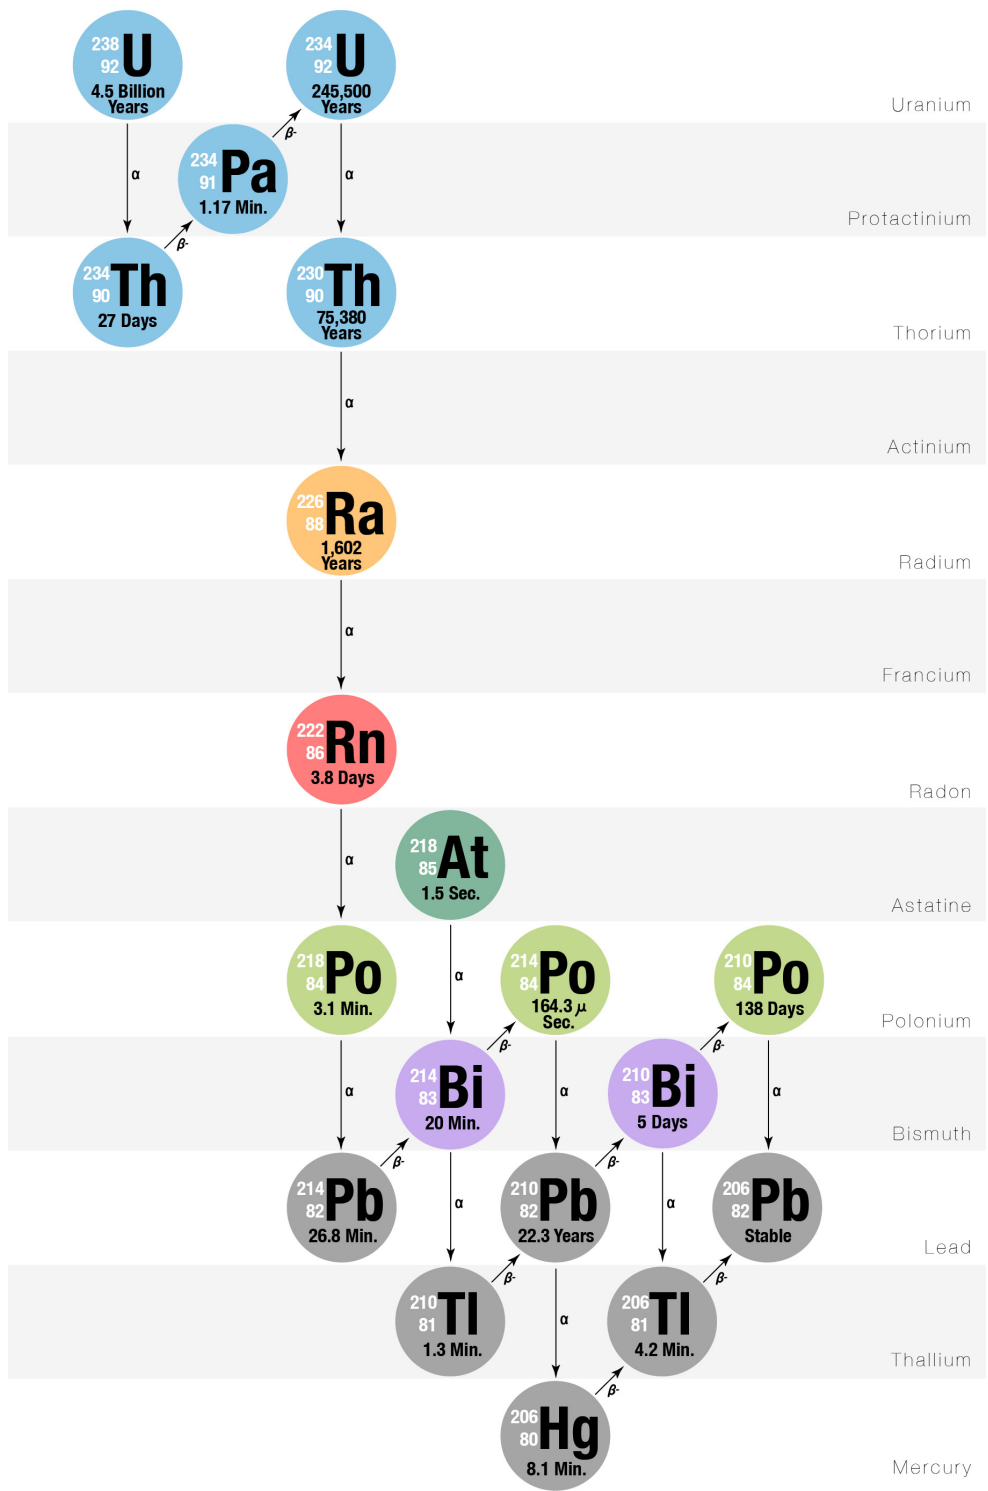 238
92
U
4.5 Billion
Years
234
92
U
245,500
Years
Uranium
α
β-
α
234
91
Pa
1.17 Min.
Protactinium
β-
234
90
Th
27 Days
230
90
Th
75,380
Years
Thorium
α
Actinium
226
88
Ra
1,602
Years
Radium
α
Francium
222
86
Rn
3.8 Days
Radon
α
218
85
At
1.5 Sec.
Astatine
218
84
Po
3.1 Min.
α
214
84
Po
164.3 μ
Sec.
210
84
Po
138 Days
Polonium
β-
β-
α
214
83
Bi
20 Min.
α
210
83
Bi
5 Days
α
Bismuth
β-
β-
214
82
Pb
26.8 Min.
α
210
82
Pb
22.3 Years
α
206
82
Pb
Stable
Lead
β-
β-
210
81
Tl
1.3 Min.
α
206
81
Tl
4.2 Min.
Thallium
β-
206
80
Hg
8.1 Min.
Mercury